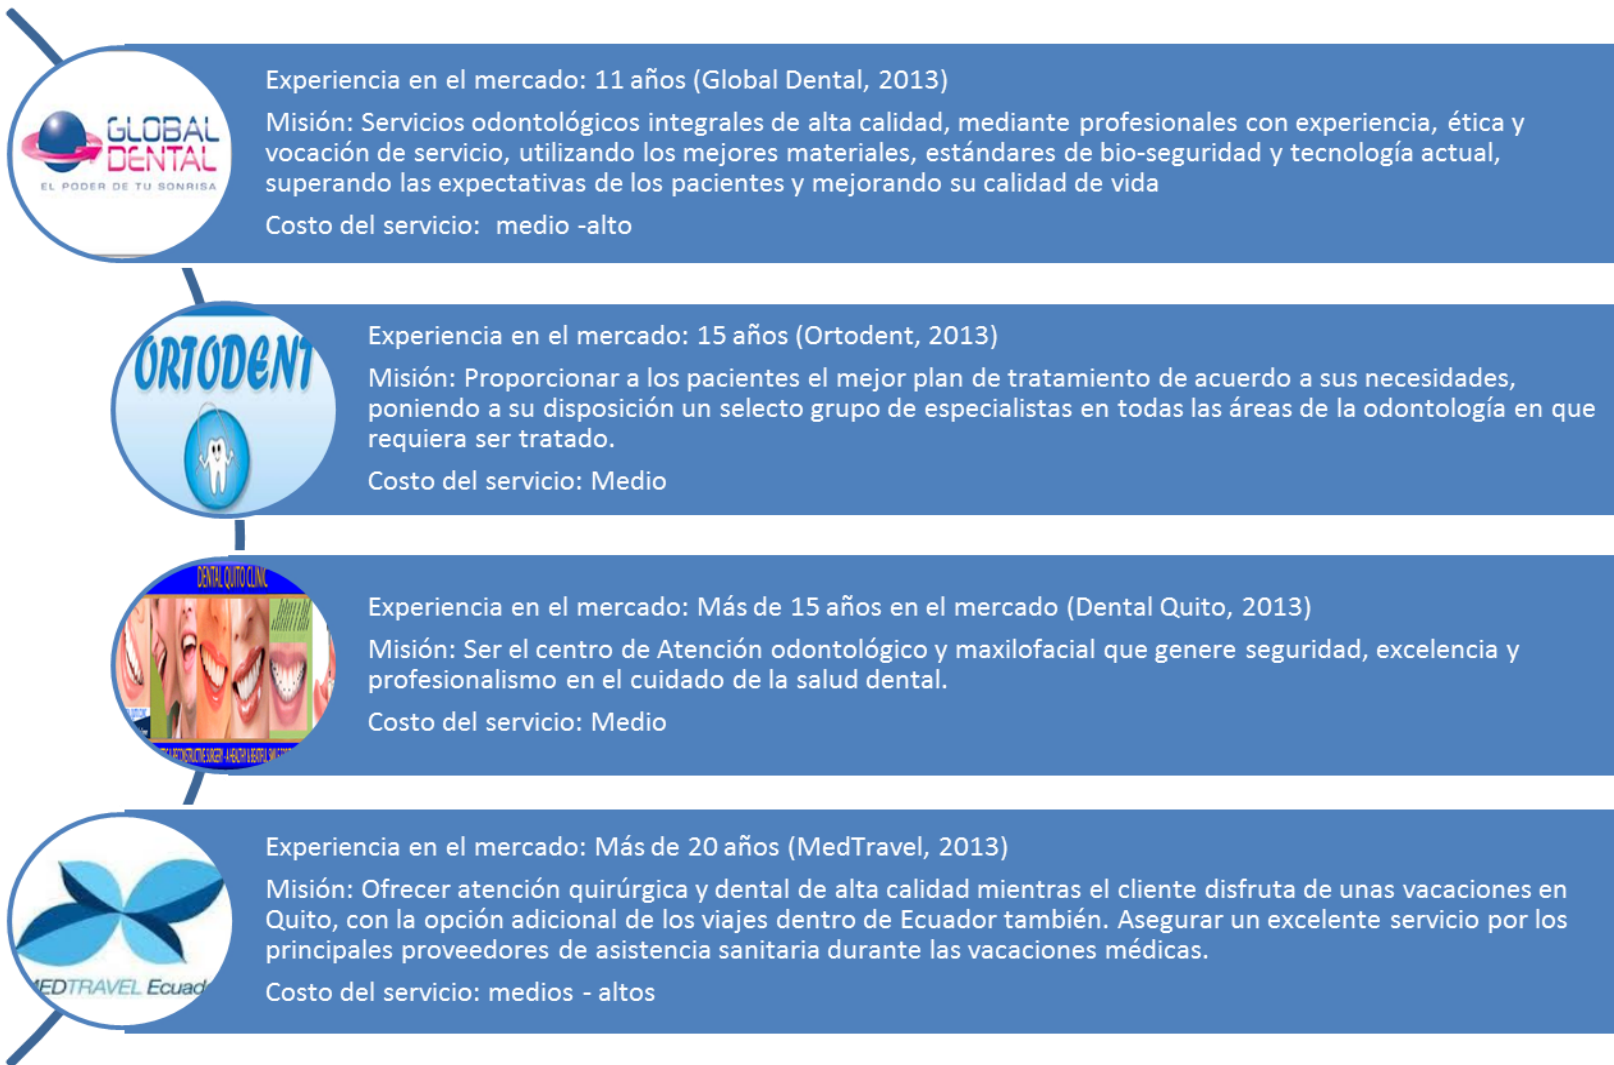 GLOBAL
DENTAL
EL PODER DE TU SONRISA
Experiencia en el mercado: 11 años (Global Dental, 2013)
Misión: Servicios odontológicos integrales de alta calidad, mediante profesionales con experiencia, ética y
vocación de servicio, utilizando los mejores materiales, estándares de bio-seguridad y tecnología actual,
superando las expectativas de los pacientes y mejorando su calidad de vida
Costo del servicio:  medio -alto
ORTODENT
Experiencia en el mercado: 15 años (Ortodent, 2013)
Misión: Proporcionar a los pacientes el mejor plan de tratamiento de acuerdo a sus necesidades,
poniendo a su disposición un selecto grupo de especialistas en todas las áreas de la odontología en que
requiera ser tratado.
Costo del servicio: Medio
DENTAL QUITO CLINIC
RECONSTRUCTIVE SURGERY - A HEALTHY &
Experiencia en el mercado: Más de 15 años en el mercado (Dental Quito, 2013)
Misión: Ser el centro de Atención odontológico y maxilofacial que genere seguridad, excelencia y
profesionalismo en el cuidado de la salud dental.
Costo del servicio: Medio
EDTRAVEL Ecuad
Experiencia en el mercado: Más de 20 años (MedTravel, 2013)
Misión: Ofrecer atención quirúrgica y dental de alta calidad mientras el cliente disfruta de unas vacaciones en
Quito, con la opción adicional de los viajes dentro de Ecuador también. Asegurar un excelente servicio por los
principales proveedores de asistencia sanitaria durante las vacaciones médicas.
Costo del servicio: medios - altos